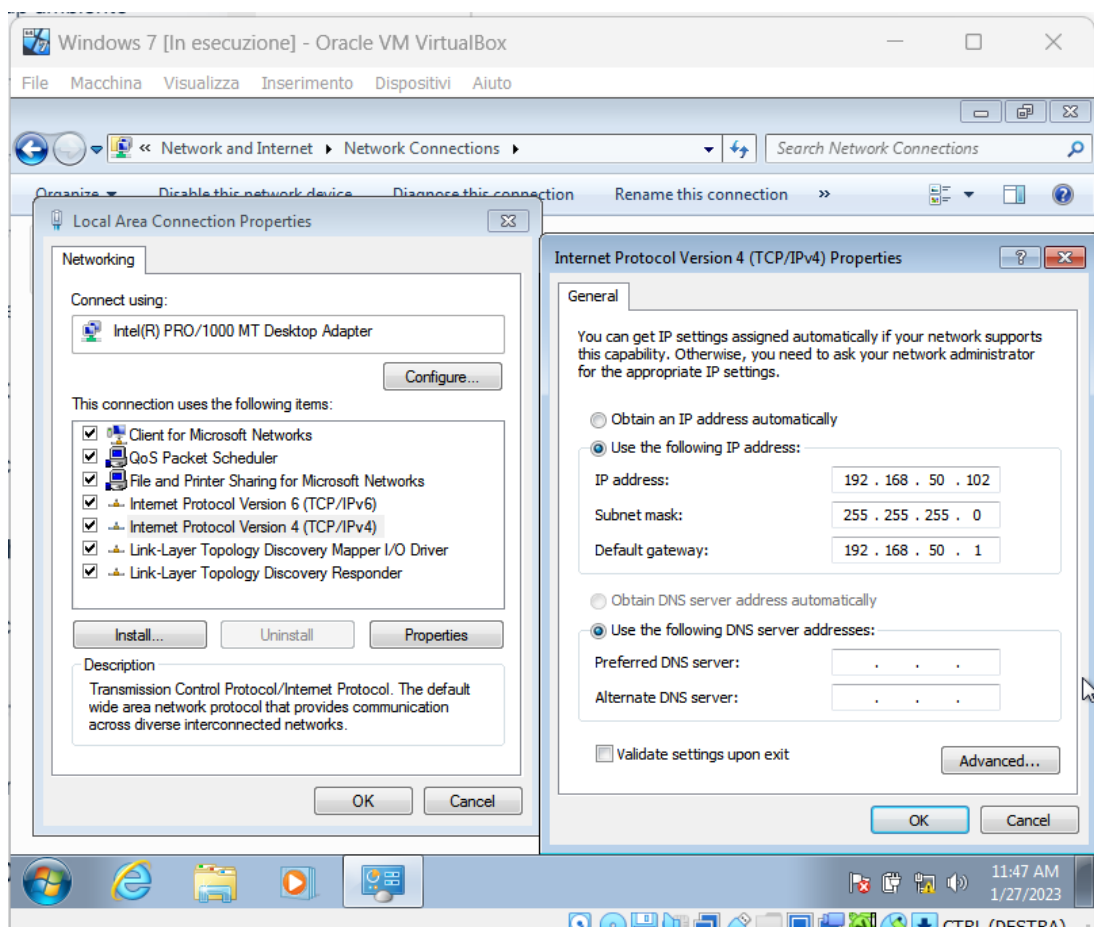 Windows 7 [In esecuzione] - Oracle VM VirtualBox
File Macchina Visualizza Inserimento Dispositivi Aiuto
« Network and Internet Network Connections
Search Network Connections
Organize Disable this network device Diagnose this connection Rename this connection »
Local Area Connection Properties
Networking
Connect using:
Intel(R) PRO/1000 MT Desktop Adapter
Configure...
This connection uses the following items:
Client for Microsoft Networks
QoS Packet Scheduler
File and Printer Sharing for Microsoft Networks
Internet Protocol Version 6 (TCP/IPv6)
Internet Protocol Version 4 (TCP/IPv4)
Link-Layer Topology Discovery Mapper I/O Driver
Link-Layer Topology Discovery Responder
Install... Uninstall Properties
Description
Transmission Control Protocol/Internet Protocol. The default
wide area network protocol that provides communication
across diverse interconnected networks.
OK Cancel
Internet Protocol Version 4 (TCP/IPv4) Properties
General
You can get IP settings assigned automatically if your network supports
this capability. Otherwise, you need to ask your network administrator
for the appropriate IP settings.
Obtain an IP address automatically
Use the following IP address:
IP address: 192 . 168 . 50 . 102
Subnet mask: 255 . 255 . 255 . 0
Default gateway: 192 . 168 . 50 . 1
Obtain DNS server address automatically
Use the following DNS server addresses:
Preferred DNS server: . . .
Alternate DNS server: . . .
Validate settings upon exit
Advanced...
OK Cancel
11:47 AM
1/27/2023
CTRL (DESTRA)